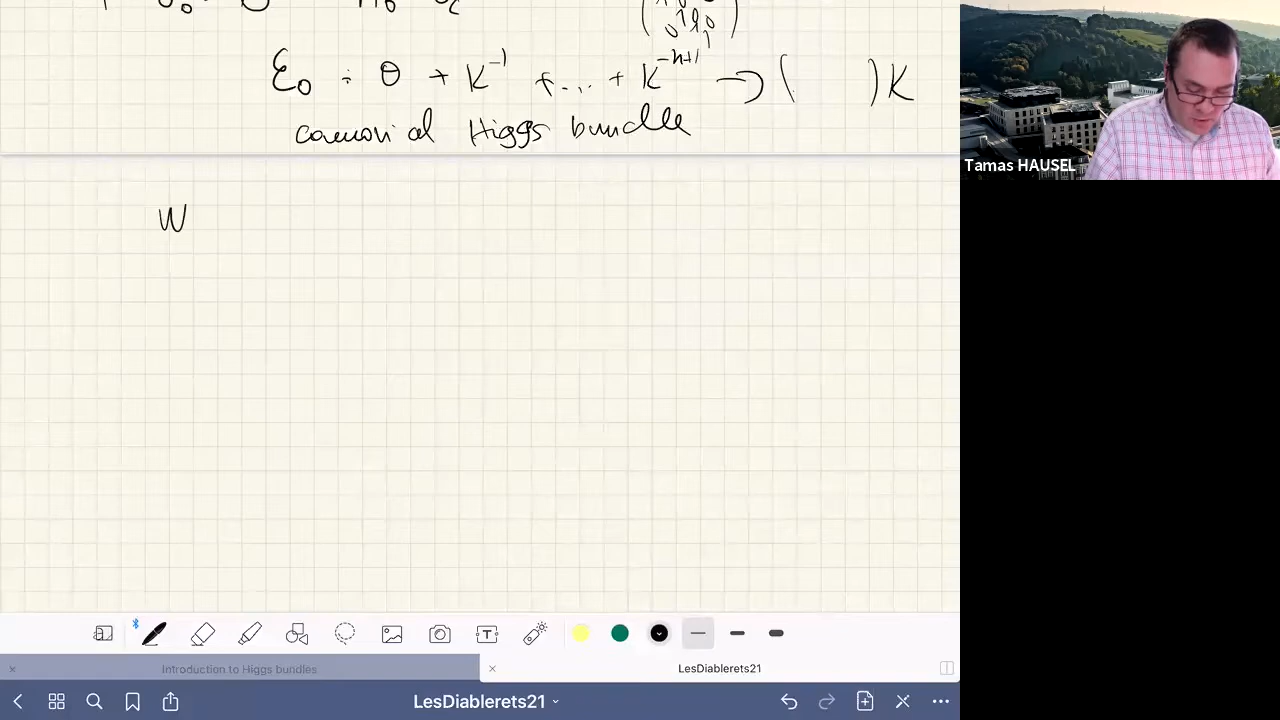 ℰ₀ : 𝒪 + K⁻¹ + ... + K⁻ⁿ⁺¹ → ( ) K
canonical Higgs bundle
W
Tamas HAUSEL
T
× Introduction to Higgs bundles
× LesDiablerets21
LesDiablerets21